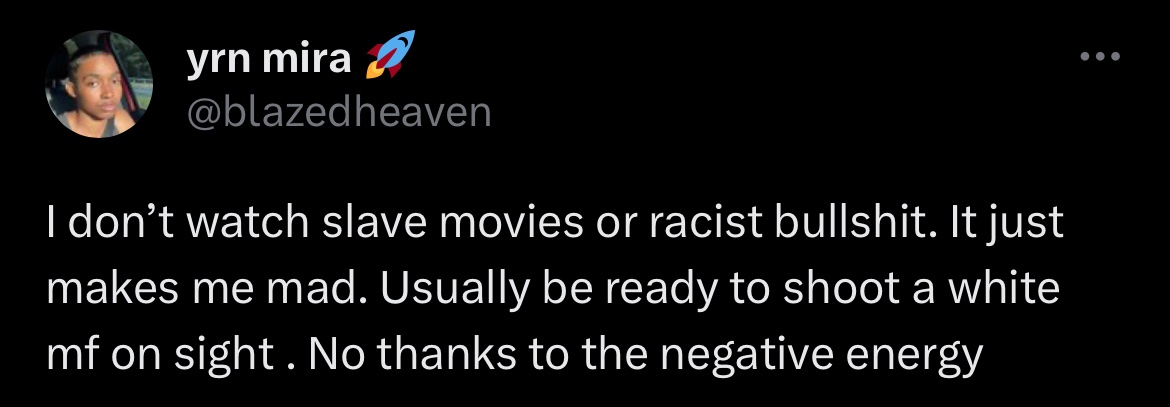 yrn mira 🚀
@blazedheaven
I don’t watch slave movies or racist bullshit. It just
makes me mad. Usually be ready to shoot a white
mf on sight . No thanks to the negative energy